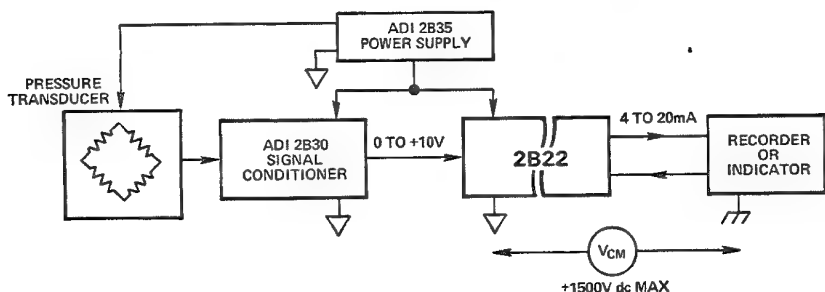 ADI 2B35
POWER SUPPLY
PRESSURE
TRANSDUCER
ADI 2B30
SIGNAL
CONDITIONER
0 TO +10V
2B22
4 TO 20mA
RECORDER
OR
INDICATOR
VCM
±1500V dc MAX